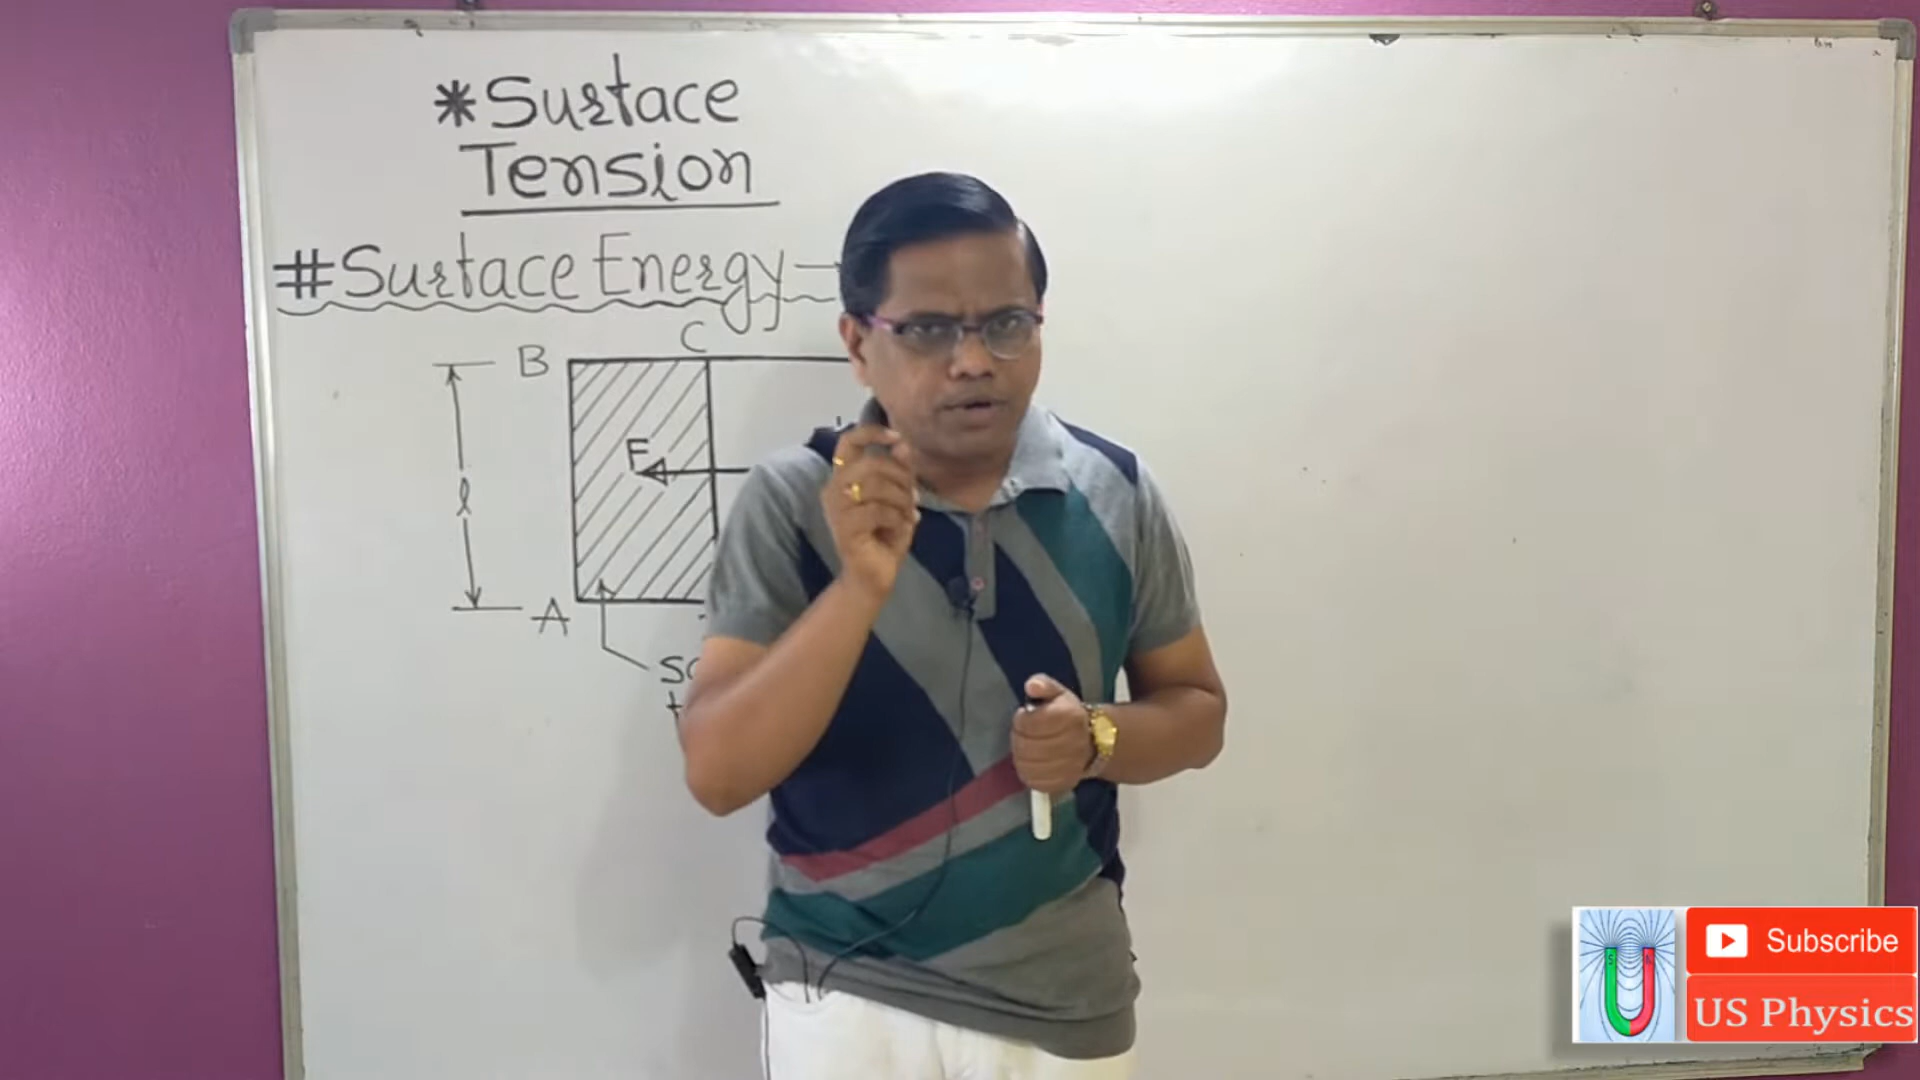 *Surface
Tension
#Surface Energy→
C
B
F
l
A
Subscribe
US Physics